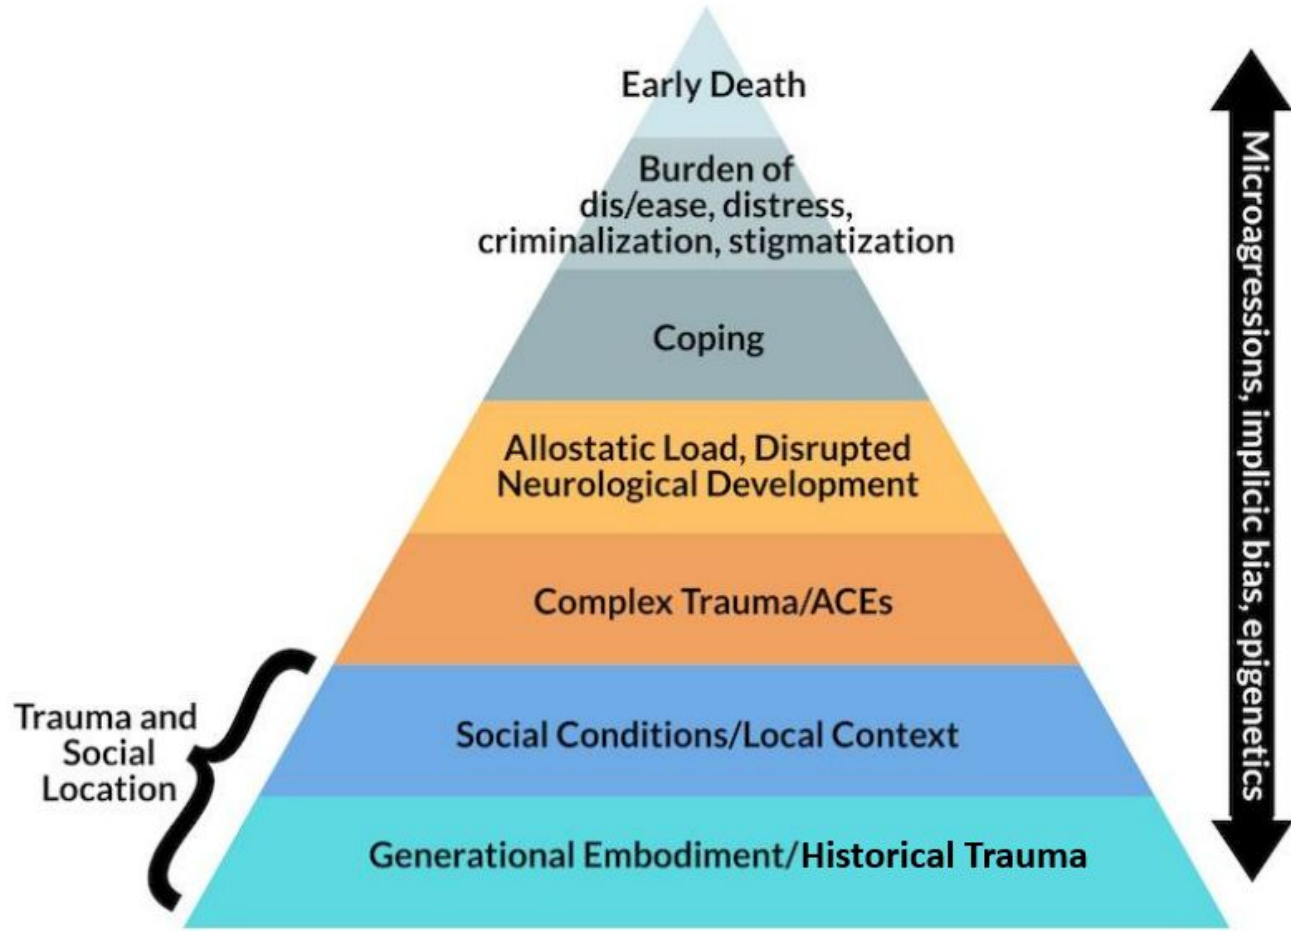 Early Death
Burden of
dis/ease, distress,
criminalization, stigmatization
Coping
Allostatic Load, Disrupted
Neurological Development
Complex Trauma/ACEs
Social Conditions/Local Context
Generational Embodiment/Historical Trauma
Trauma and
Social
Location
Microagressions, implicic bias, epigenetics